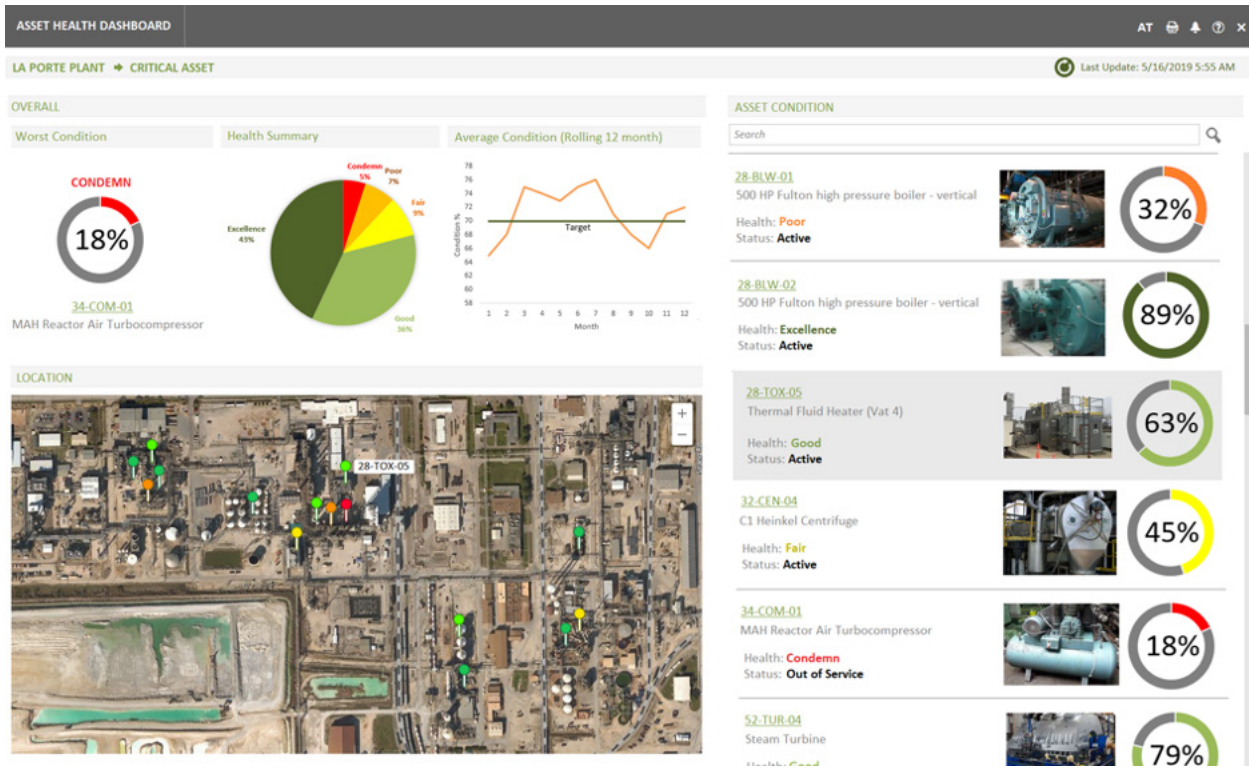 ASSET HEALTH DASHBOARD
AT
LA PORTE PLANT
CRITICAL ASSET
Last Update: 5/16/2019 5:55 AM
OVERALL
Worst Condition
CONDEMN
18%
34-COM-01
MAH Reactor Air Turbocompressor
Health Summary
Condemn
5%
Poor
7%
Fair
9%
Excellence
43%
Good
36%
Average Condition (Rolling 12 month)
78
76
74
72
70
68
66
64
62
60
58
Condition %
Target
1 2 3 4 5 6 7 8 9 10 11 12
Month
LOCATION
+
−
28-TOX-05
ASSET CONDITION
Search
28-BLW-01
500 HP Fulton high pressure boiler - vertical
Health: Poor
Status: Active
32%
28-BLW-02
500 HP Fulton high pressure boiler - vertical
Health: Excellence
Status: Active
89%
28-TOX-05
Thermal Fluid Heater (Vat 4)
Health: Good
Status: Active
63%
32-CEN-04
C1 Heinkel Centrifuge
Health: Fair
Status: Active
45%
34-COM-01
MAH Reactor Air Turbocompressor
Health: Condemn
Status: Out of Service
18%
52-TUR-04
Steam Turbine
Health: Good
79%